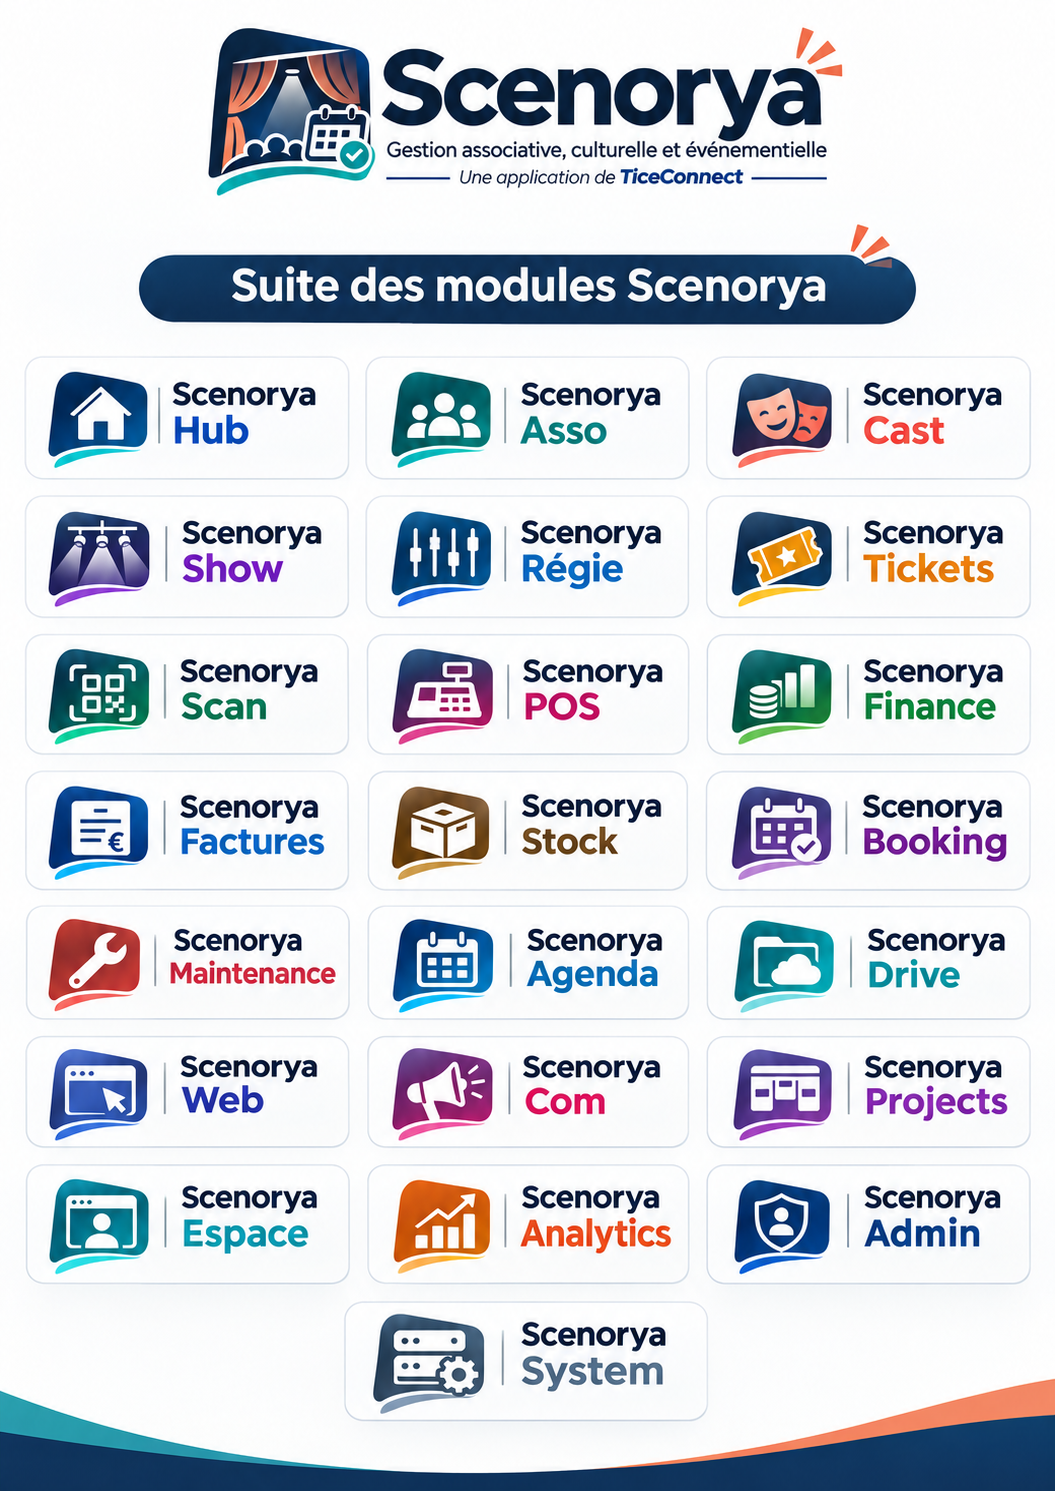 Scenorya
Gestion associative, culturelle et événementielle
Une application de TiceConnect
Suite des modules Scenorya
Scenorya
Hub
Scenorya
Asso
Scenorya
Cast
Scenorya
Show
Scenorya
Régie
Scenorya
Tickets
Scenorya
Scan
Scenorya
POS
Scenorya
Finance
€
Scenorya
Factures
Scenorya
Stock
Scenorya
Booking
Scenorya
Maintenance
Scenorya
Agenda
Scenorya
Drive
Scenorya
Web
Scenorya
Com
Scenorya
Projects
Scenorya
Espace
Scenorya
Analytics
Scenorya
Admin
Scenorya
System